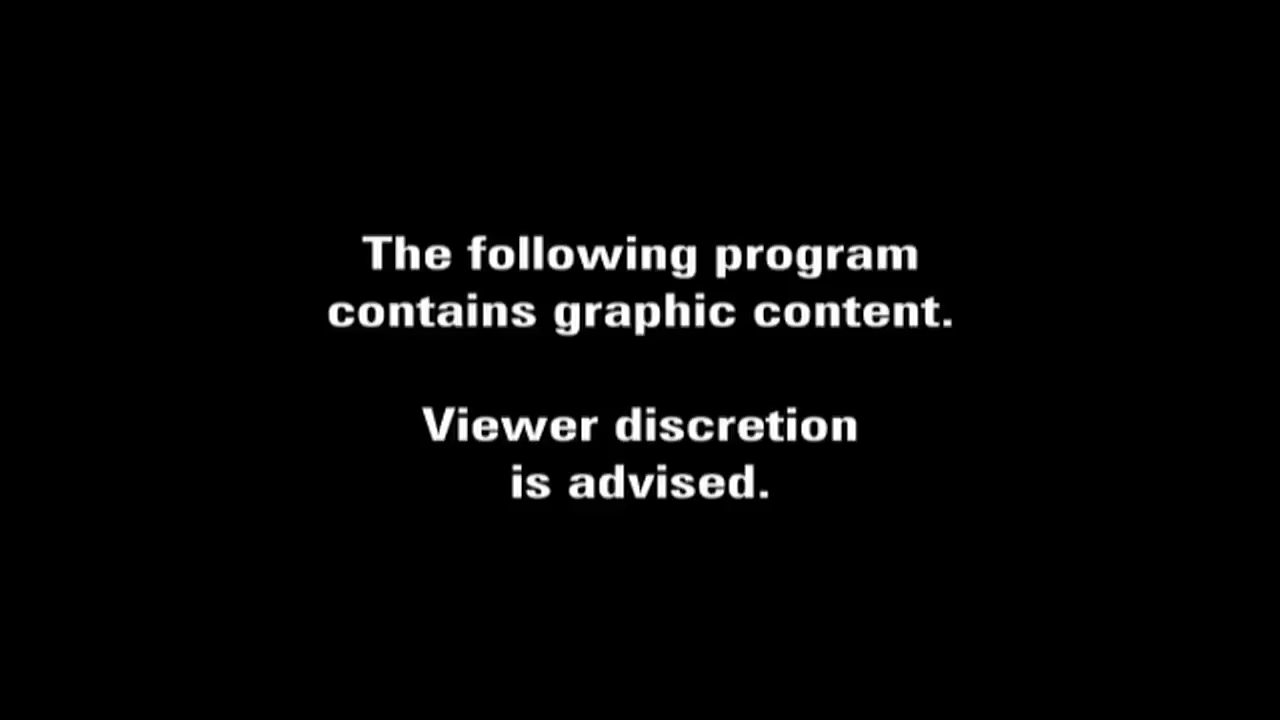 The following program
contains graphic content.
Viewer discretion
is advised.